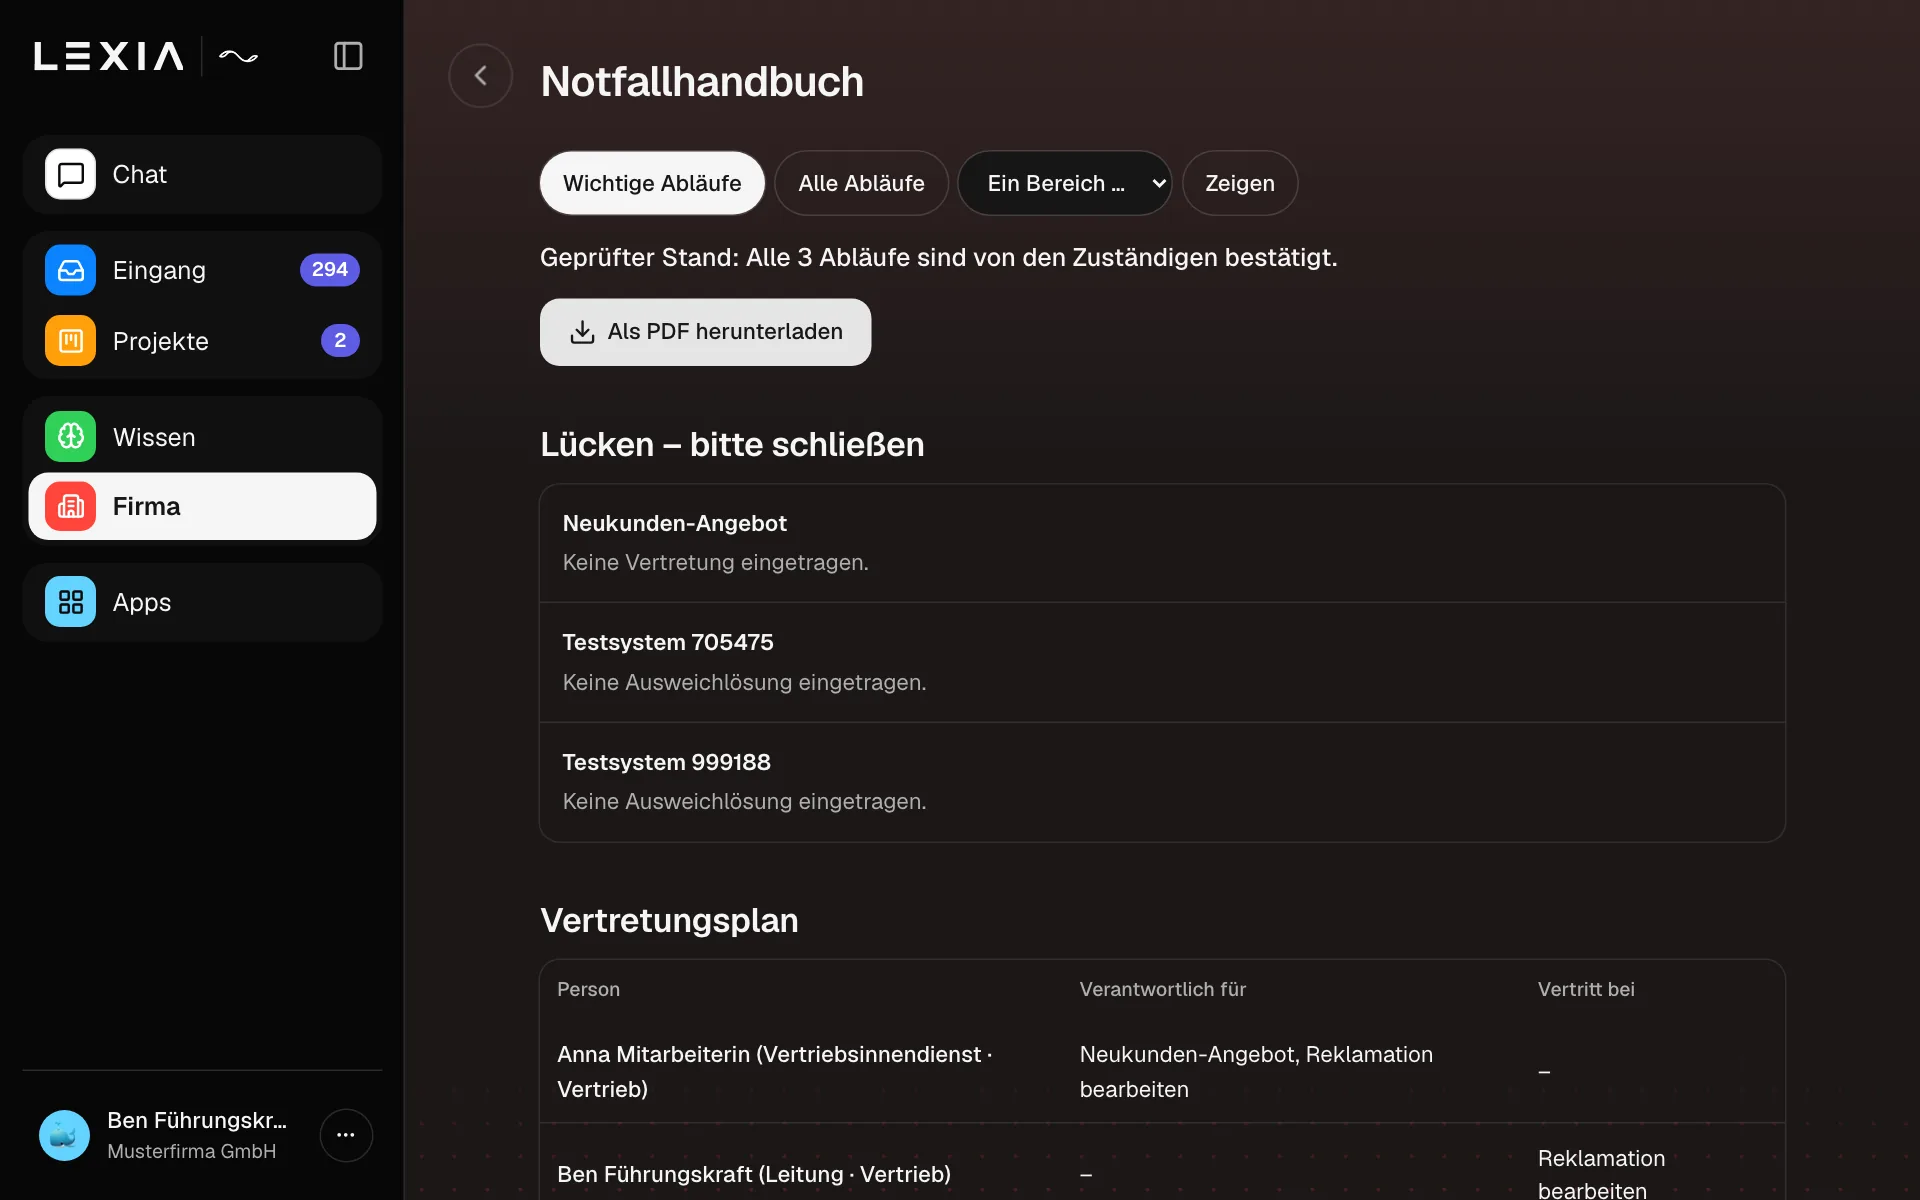 LEXIA
Chat
Eingang
294
Projekte
2
Wissen
Firma
Apps
Ben Führungskr...
Musterfirma GmbH
Notfallhandbuch
Wichtige Abläufe
Alle Abläufe
Ein Bereich ...
Zeigen
Geprüfter Stand: Alle 3 Abläufe sind von den Zuständigen bestätigt.
Als PDF herunterladen
Lücken – bitte schließen
Neukunden-Angebot
Keine Vertretung eingetragen.
Testsystem 705475
Keine Ausweichlösung eingetragen.
Testsystem 999188
Keine Ausweichlösung eingetragen.
Vertretungsplan
Person
Verantwortlich für
Vertritt bei
Anna Mitarbeiterin (Vertriebsinnendienst ·
Vertrieb)
Neukunden-Angebot, Reklamation
bearbeiten
–
Ben Führungskraft (Leitung · Vertrieb)
–
Reklamation
bearbeiten